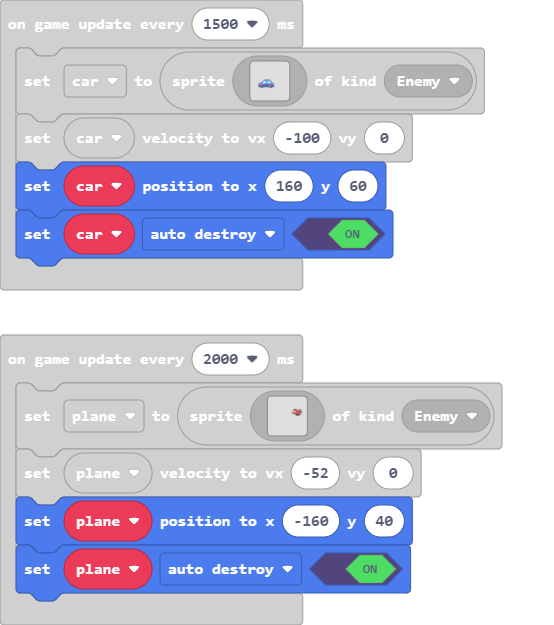 on game update every 1500 ms
set car to sprite of kind Enemy
set car velocity to vx -100 vy 0
set car position to x 160 y 60
set car auto destroy ON
on game update every 2000 ms
set plane to sprite of kind Enemy
set plane velocity to vx -52 vy 0
set plane position to x -160 y 40
set plane auto destroy ON